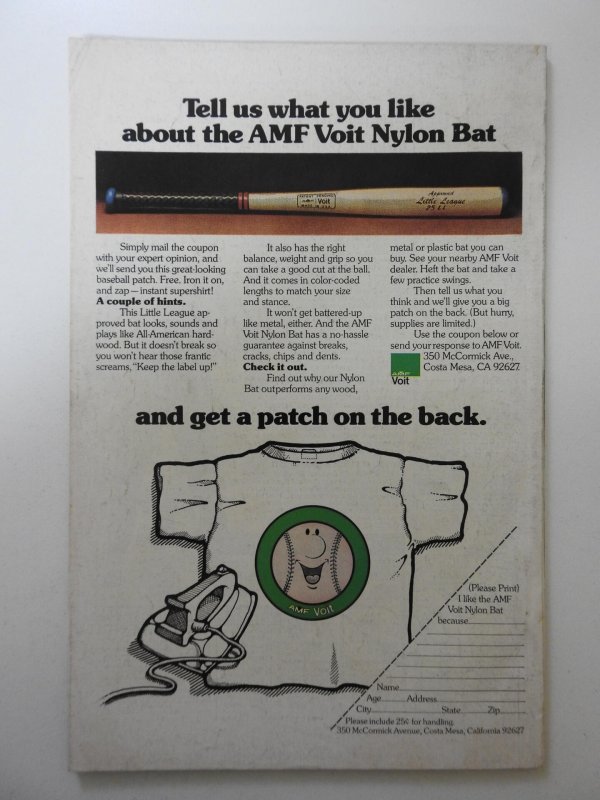 Tell us what you like
about the AMF Voit Nylon Bat
PATENT PENDING
AMF Voit
MADE IN U.S.A.
Approved
Little League
Simply mail the coupon
with your expert opinion, and
we'll send you this great-looking
baseball patch. Free. Iron it on,
and zap—instant supershirt!
A couple of hints.
This Little League ap-
proved bat looks, sounds and
plays like All-American hard-
wood. But it doesn't break so
you won't hear those frantic
screams, "Keep the label up!"
It also has the right
balance, weight and grip so you
can take a good cut at the ball.
And it comes in color-coded
lengths to match your size
and stance.
It won't get battered-up
like metal, either. And the AMF
Voit Nylon Bat has a no-hassle
guarantee against breaks,
cracks, chips and dents.
Check it out.
Find out why our Nylon
Bat outperforms any wood,
metal or plastic bat you can
buy. See your nearby AMF Voit
dealer. Heft the bat and take a
few practice swings.
Then tell us what you
think and we'll give you a big
patch on the back. (But hurry,
supplies are limited.)
Use the coupon below or
send your response to AMF Voit.
350 McCormick Ave.,
Costa Mesa, CA 92627.
AMF
Voit
and get a patch on the back.
AMF Voit
(Please Print)
I like the AMF
Voit Nylon Bat
because
Name
Age Address
City State Zip
Please include 25¢ for handling.
350 McCormick Avenue, Costa Mesa, California 92627